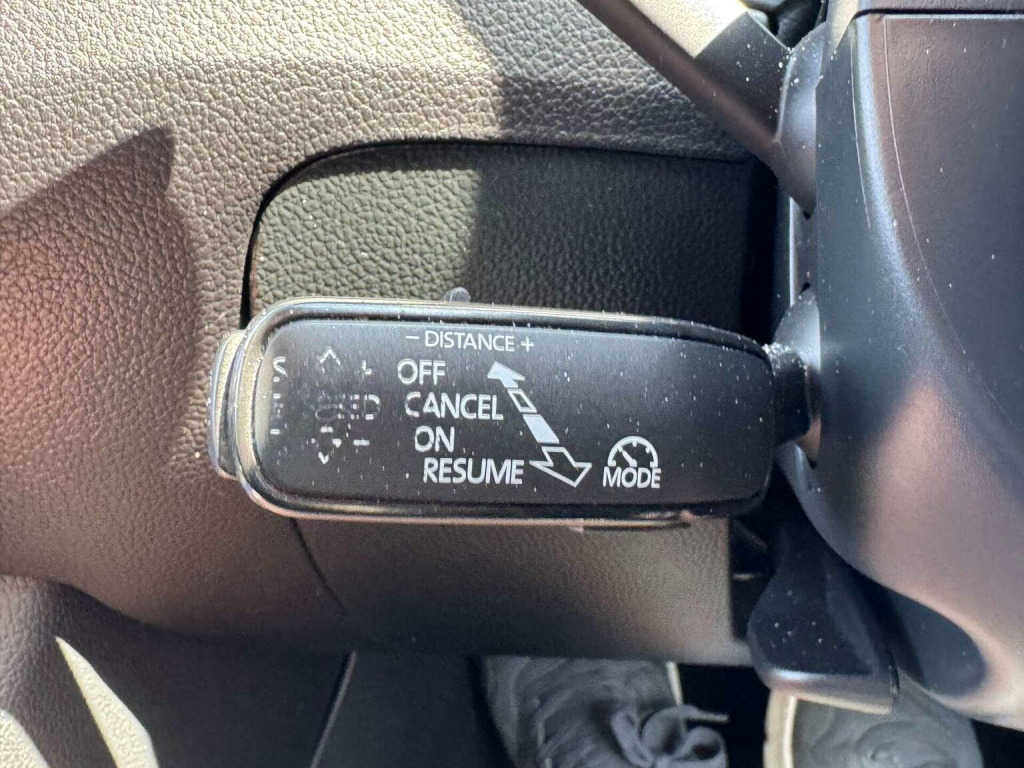 − DISTANCE +
OFF
CANCEL
ON
RESUME
MODE